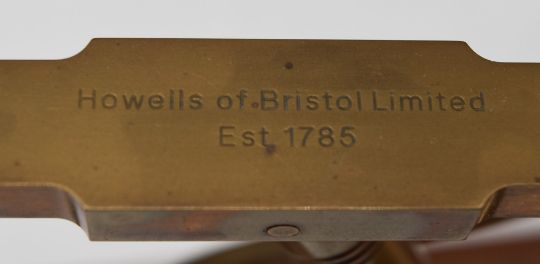 Howells of Bristol Limited
Est 1785